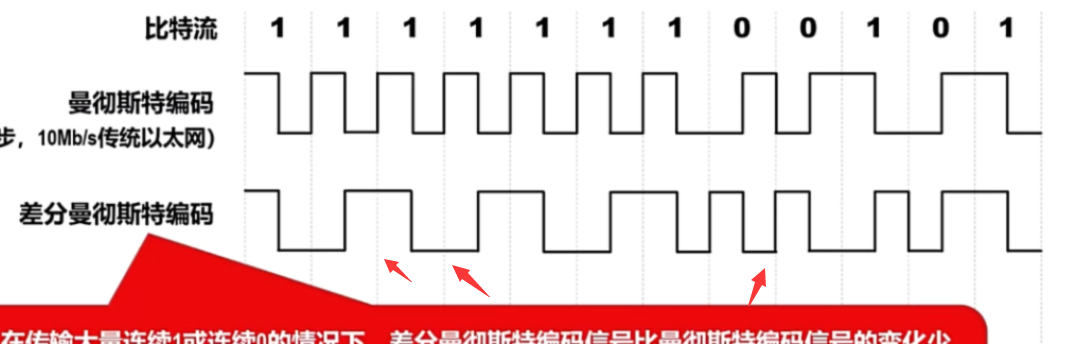 比特流 1 1 1 1 1 1 1 0 0 1 0 1
曼彻斯特编码
步，10Mb/s传统以太网）
差分曼彻斯特编码
在传输大量连续1或连续0的情况下，差分曼彻斯特编码信号比曼彻斯特编码信号的变化少